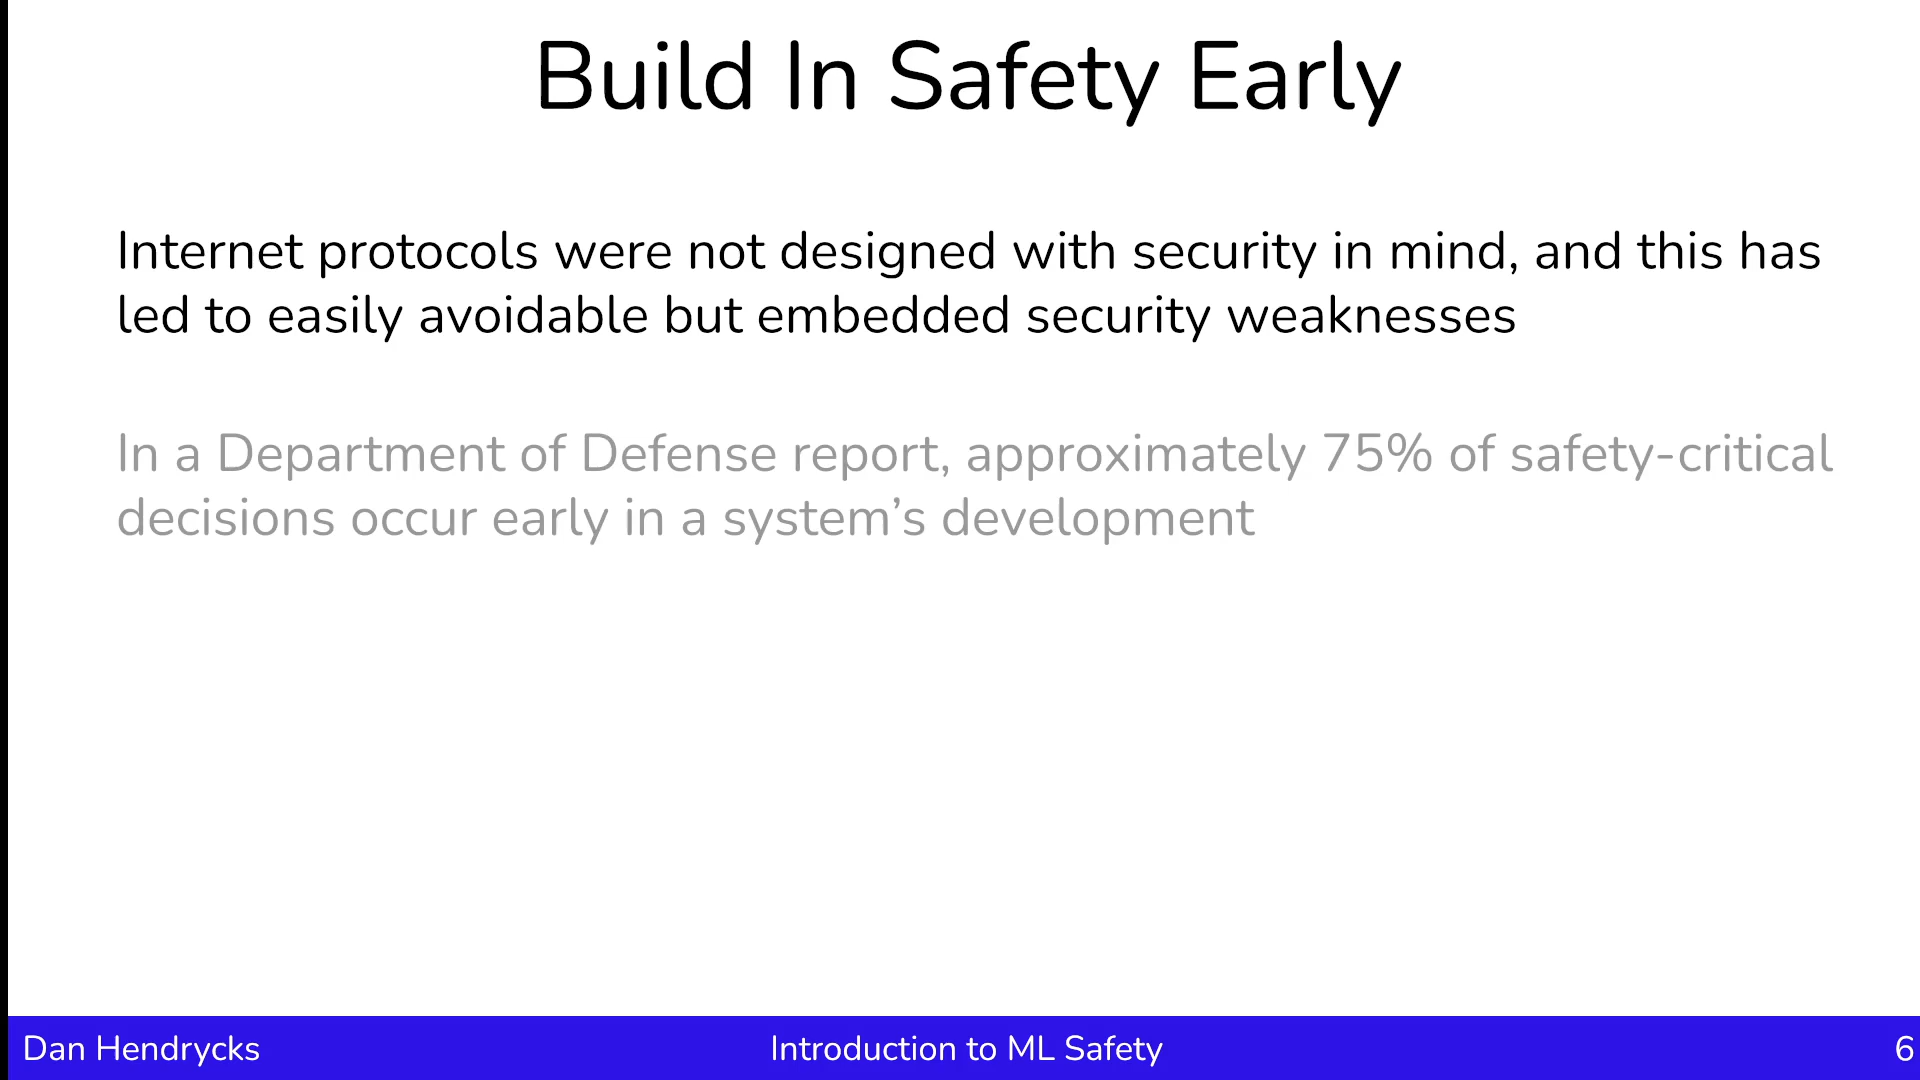 Build In Safety Early
Internet protocols were not designed with security in mind, and this has
led to easily avoidable but embedded security weaknesses
In a Department of Defense report, approximately 75% of safety-critical
decisions occur early in a system’s development
Dan Hendrycks
Introduction to ML Safety
6